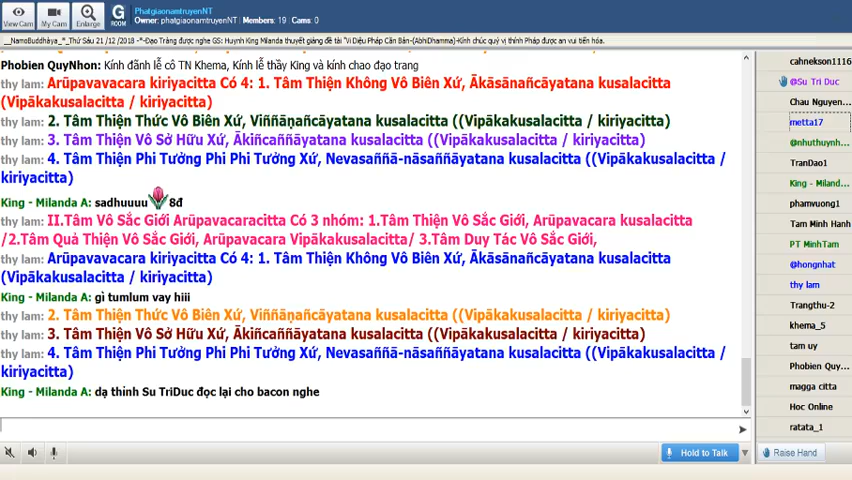 PhatgiaonamtruyenNT
Owner: phatgiaonamtruyenNT | Members: 19 | Cams: 0
View Cam
My Cam
Enlarge
G
ROOM
__NamoBuddhàya_*_Thứ Sáu 21 /12 /2018 -*-Đạo Tràng được nghe GS: Huynh King Milanda thuyết giảng đề tài "Vi Diệu Pháp Căn Bản-(AbhiDhamma)-Kính chúc quý vị thính Pháp được an vui tiến hóa.
Phobien QuyNhon: Kính đảnh lễ cô TN Khema, Kính lễ thầy King và kính chao đạo trang
thy lam: Arūpavavacara kiriyacitta Có 4: 1. Tâm Thiện Không Vô Biên Xứ, Ākāsānañcāyatana kusalacitta
(Vipākakusalacitta / kiriyacitta)
2. Tâm Thiện Thức Vô Biên Xứ, Viññāṇañcāyatana kusalacitta ((Vipākakusalacitta / kiriyacitta)
3. Tâm Thiện Vô Sở Hữu Xứ, Ākiñcaññāyatana kusalacitta ((Vipākakusalacitta / kiriyacitta)
4. Tâm Thiện Phi Tưởng Phi Phi Tưởng Xứ, Nevasaññā-nāsaññāyatana kusalacitta ((Vipākakusalacitta /
kiriyacitta)
King - Milanda A: sadhuuuu 8đ
thy lam: II.Tâm Vô Sắc Giới Arūpavacaracitta Có 3 nhóm: 1.Tâm Thiện Vô Sắc Giới, Arūpavacara kusalacitta
/2.Tâm Quả Thiện Vô Sắc Giới, Arūpavacara Vipākakusalacitta/ 3.Tâm Duy Tác Vô Sắc Giới,
Arūpavavacara kiriyacitta Có 4: 1. Tâm Thiện Không Vô Biên Xứ, Ākāsānañcāyatana kusalacitta
(Vipākakusalacitta / kiriyacitta)
King - Milanda A: gì tumlum vay hiii
thy lam: 2. Tâm Thiện Thức Vô Biên Xứ, Viññāṇañcāyatana kusalacitta ((Vipākakusalacitta / kiriyacitta)
thy lam: 3. Tâm Thiện Vô Sở Hữu Xứ, Ākiñcaññāyatana kusalacitta ((Vipākakusalacitta / kiriyacitta)
thy lam: 4. Tâm Thiện Phi Tưởng Phi Phi Tưởng Xứ, Nevasaññā-nāsaññāyatana kusalacitta ((Vipākakusalacitta /
kiriyacitta)
King - Milanda A: dạ thinh Su TriDuc đọc lại cho bacon nghe
Hold to Talk
cahnekson1116
@Su Tri Duc
Chau Nguyen...
metta17
@nhuthuynh...
TranDao1
King - Miland...
phamvuong1
Tam Minh Hanh
PT MinhTam
@hongnhat
thy lam
Trangthu-2
khema_5
tam uy
Phobien Quy...
magga citta
Hoc Online
ratata_1
Raise Hand